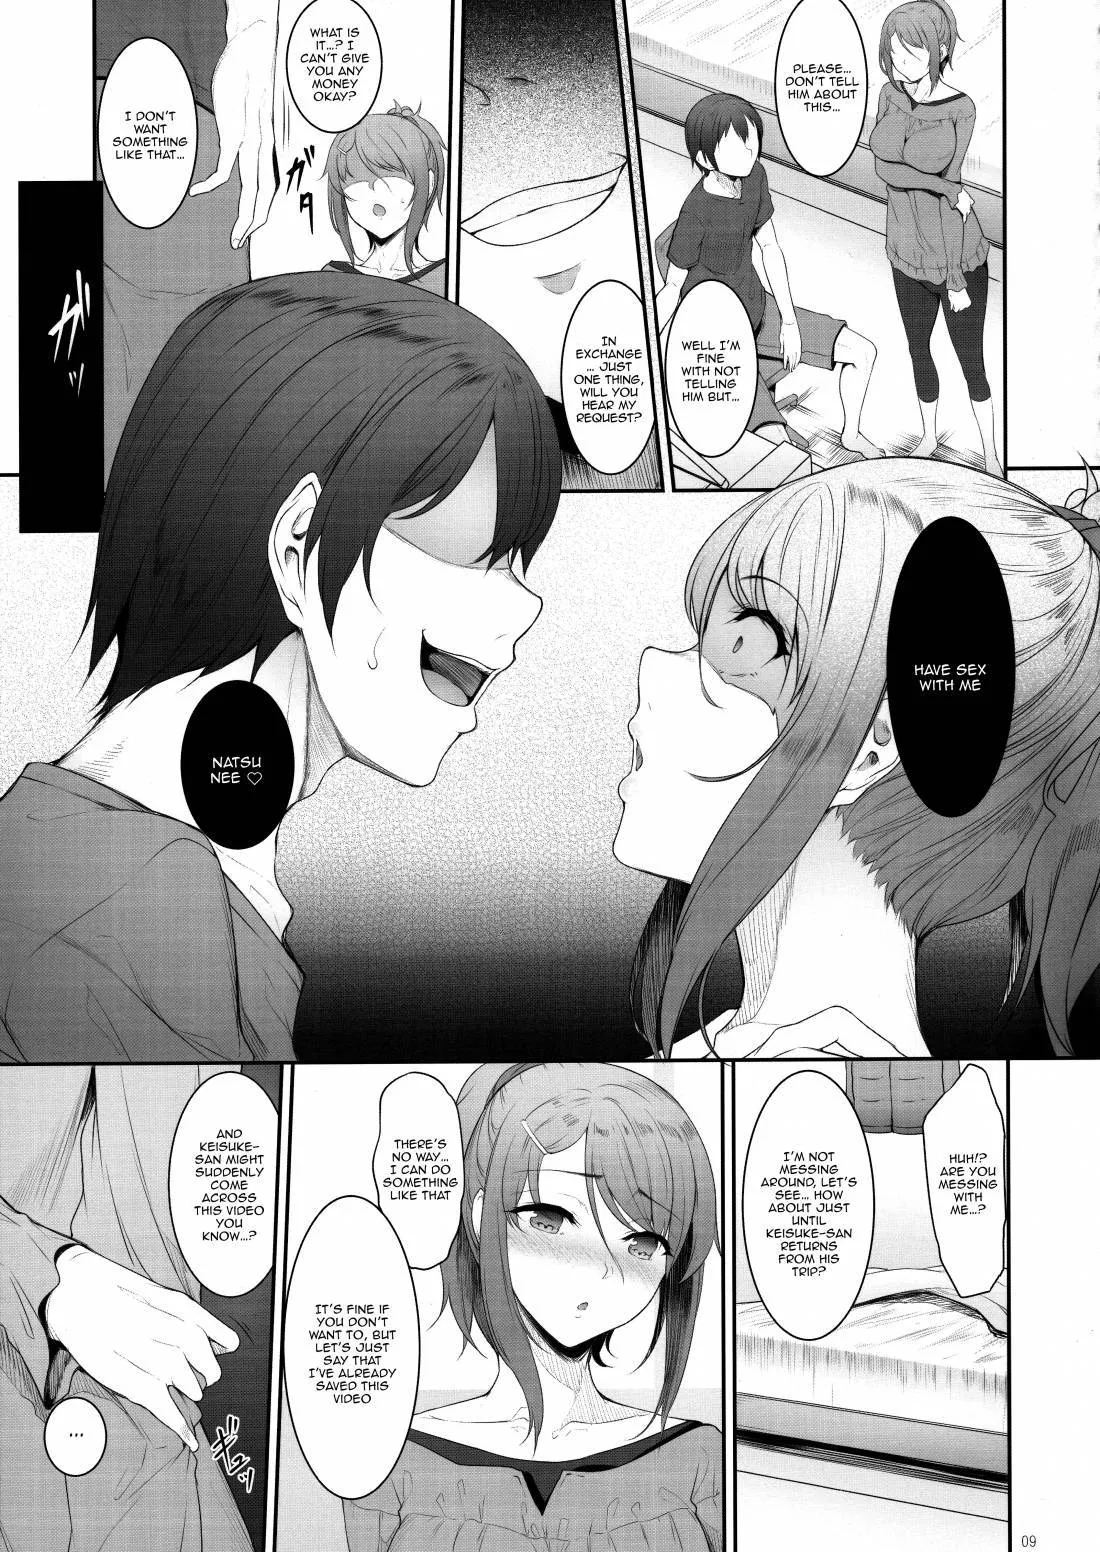 PLEASE...
DON'T TELL
HIM ABOUT
THIS...
WELL I'M
FINE
WITH NOT
TELLING
HIM BUT...
IN
EXCHANGE
... JUST
ONE THING,
WILL YOU
HEAR MY
REQUEST?
WHAT IS
IT...? I
CAN'T GIVE
YOU ANY
MONEY
OKAY?
ガタ
I DON'T
WANT
SOMETHING
LIKE THAT...
ガッ
HAVE SEX
WITH ME
NATSU
NEE ♡
HUH!?
ARE YOU
MESSING
WITH
ME...?
I'M NOT
MESSING
AROUND, LET'S
SEE... HOW
ABOUT JUST
UNTIL
KEISUKE-SAN
RETURNS
FROM HIS
TRIP?
THERE'S
NO WAY...
I CAN DO
SOMETHING
LIKE THAT
IT'S FINE IF
YOU DON'T
WANT TO, BUT
LET'S JUST
SAY THAT
I'VE ALREADY
SAVED THIS
VIDEO
AND
KEISUKE-
SAN MIGHT
SUDDENLY
COME
ACROSS
THIS VIDEO
YOU
KNOW...?
...
ギュッ
09